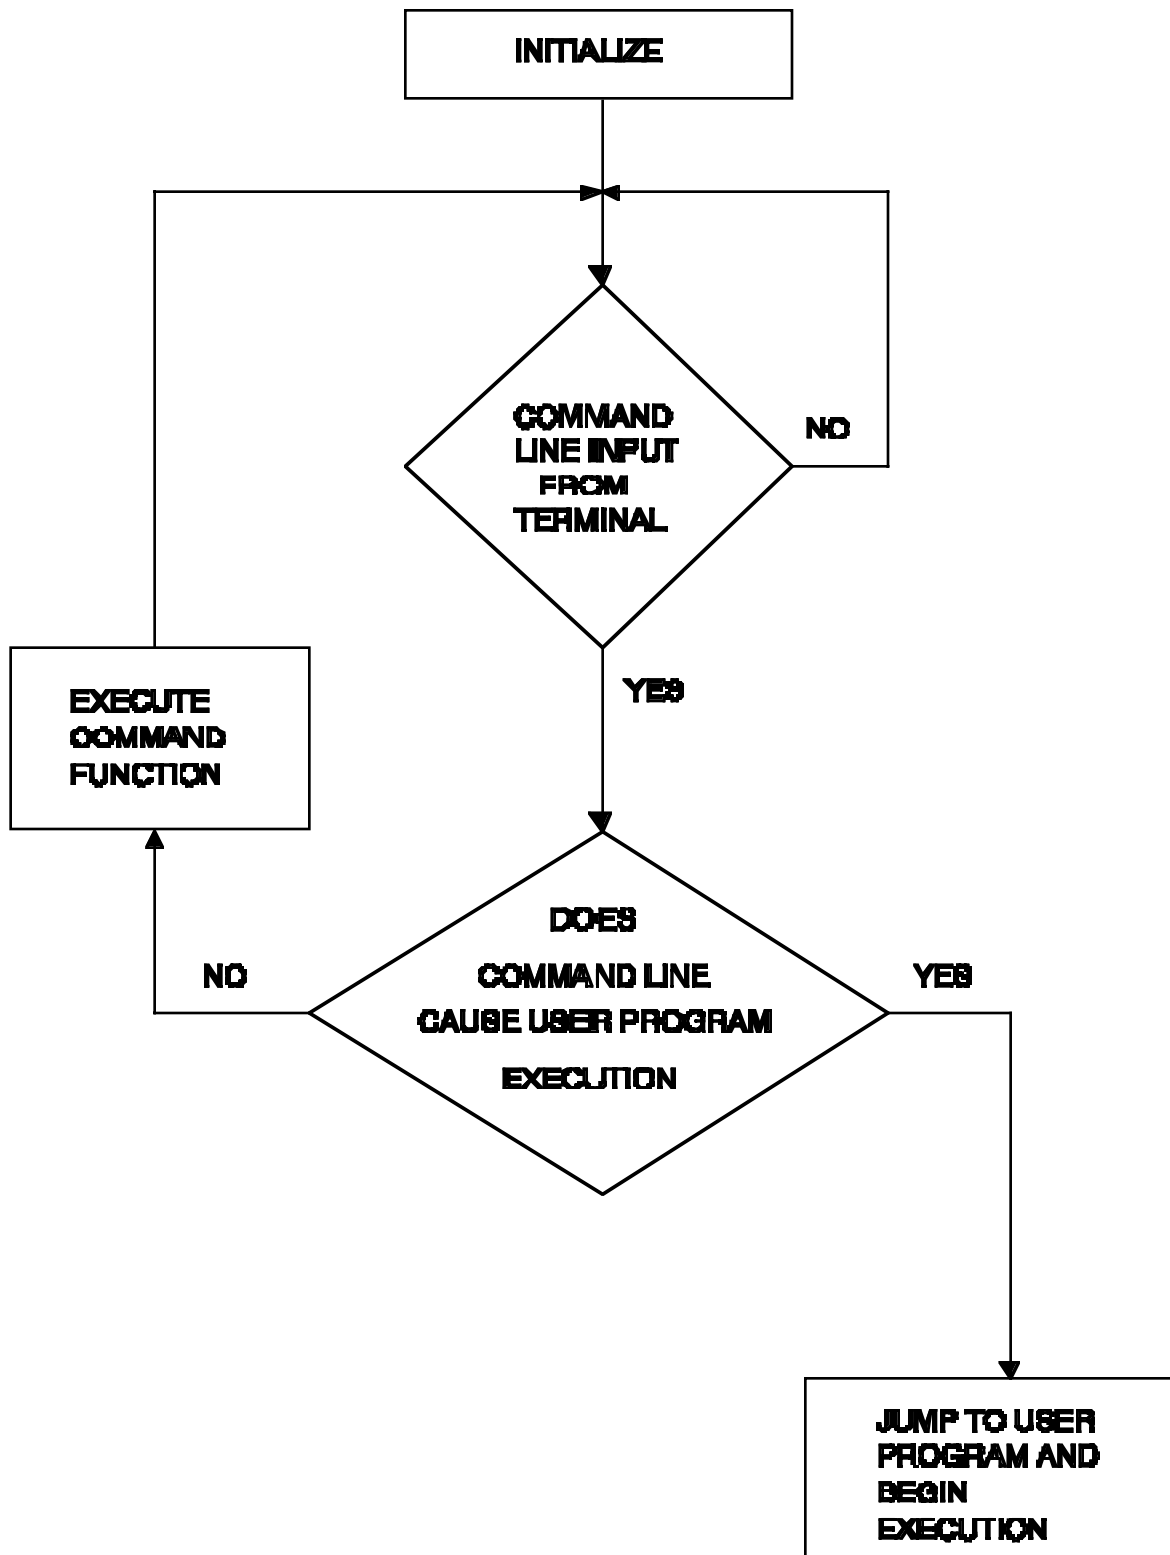 INITIALIZE
COMMAND
LINE INPUT
FROM
TERMINAL
NO
YES
EXECUTE
COMMAND
FUNCTION
DOES
COMMAND LINE
CAUSE USER PROGRAM
EXECUTION
NO
YES
JUMP TO USER
PROGRAM AND
BEGIN
EXECUTION